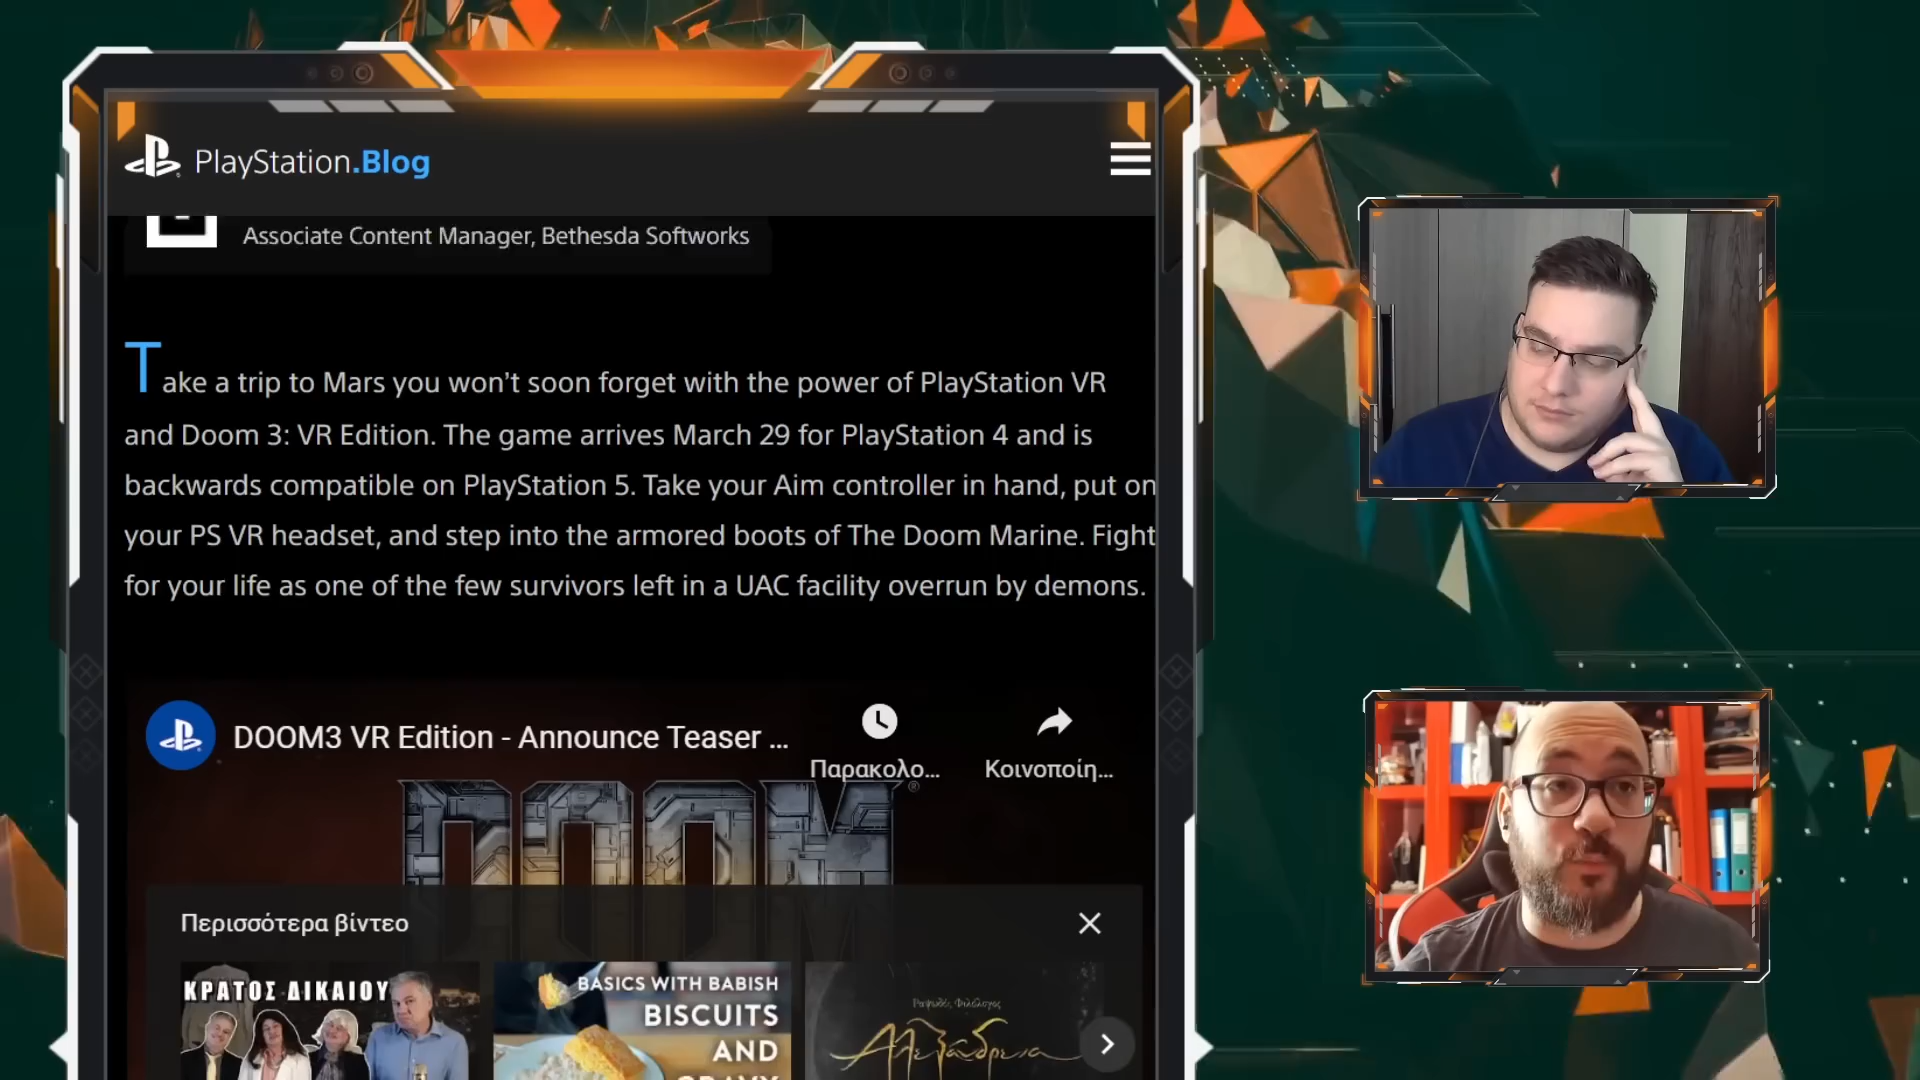 PlayStation.Blog
Associate Content Manager, Bethesda Softworks
Take a trip to Mars you won’t soon forget with the power of PlayStation VR
and Doom 3: VR Edition. The game arrives March 29 for PlayStation 4 and is
backwards compatible on PlayStation 5. Take your Aim controller in hand, put on
your PS VR headset, and step into the armored boots of The Doom Marine. Fight
for your life as one of the few survivors left in a UAC facility overrun by demons.
DOOM3 VR Edition - Announce Teaser ...
Παρακολο...
Κοινοποίη...
DOOM
Περισσότερα βίντεο
ΚΡΑΤΟΣ ΔΙΚΑΙΟΥ
BASICS WITH BABISH
BISCUITS
AND
GRAVY
Ραψωδός Φιλόλογος
Αλεξάνδρεια